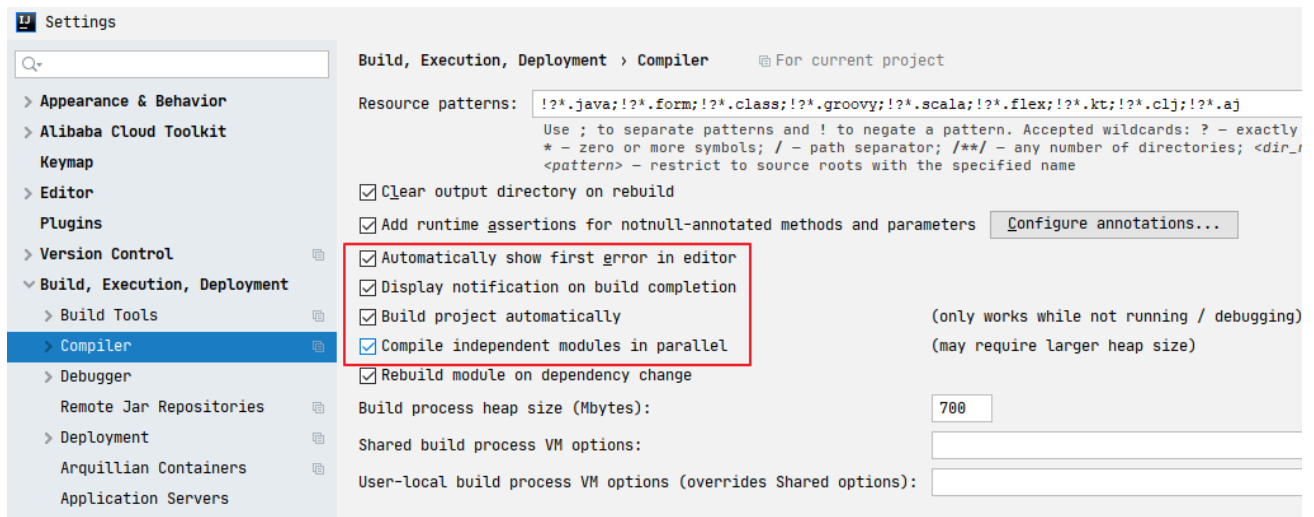 Settings
Build, Execution, Deployment › Compiler For current project
Appearance & Behavior
Alibaba Cloud Toolkit
Keymap
Editor
Plugins
Version Control
Build, Execution, Deployment
Build Tools
Compiler
Debugger
Remote Jar Repositories
Deployment
Arquillian Containers
Application Servers
Resource patterns: !?*.java;!?*.form;!?*.class;!?*.groovy;!?*.scala;!?*.flex;!?*.kt;!?*.clj;!?*.aj
Use ; to separate patterns and ! to negate a pattern. Accepted wildcards: ? — exactly
* — zero or more symbols; / — path separator; /**/ — any number of directories;
<pattern> — restrict to source roots with the specified name
Clear output directory on rebuild
Add runtime assertions for notnull-annotated methods and parameters Configure annotations...
Automatically show first error in editor
Display notification on build completion
Build project automatically (only works while not running / debugging)
Compile independent modules in parallel (may require larger heap size)
Rebuild module on dependency change
Build process heap size (Mbytes): 700
Shared build process VM options:
User-local build process VM options (overrides Shared options):